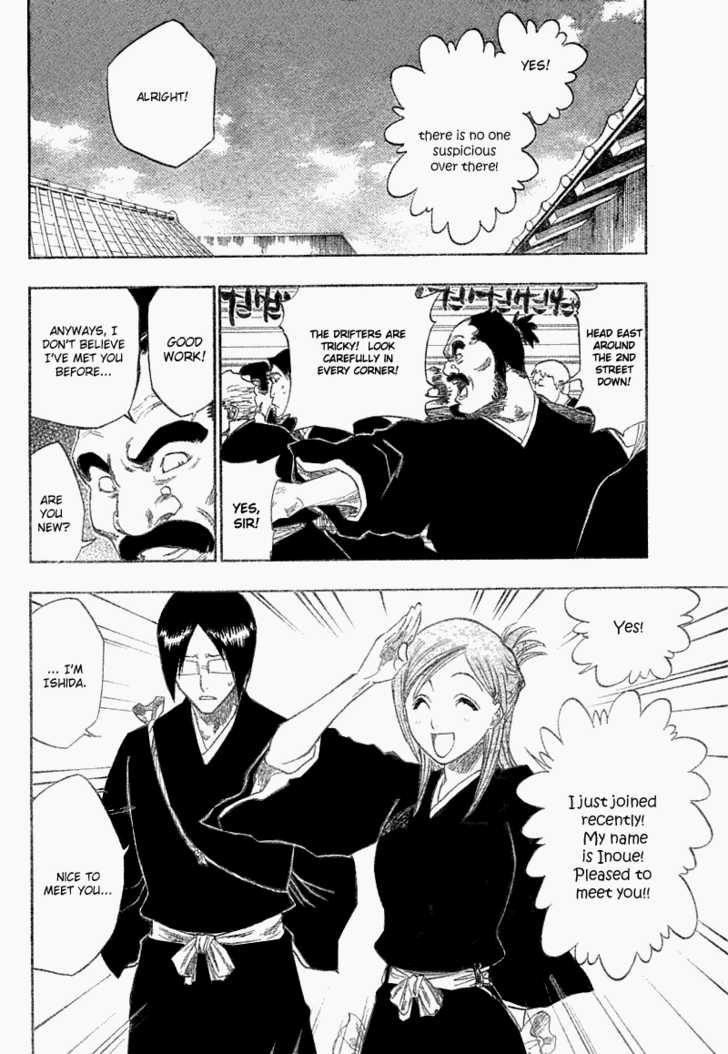 YES!
there is no one
suspicious
over there!
ALRIGHT!
HEAD EAST
AROUND
THE 2ND
STREET
DOWN!
THE DRIFTERS ARE
TRICKY! LOOK
CAREFULLY IN
EVERY CORNER!
YES,
SIR!
GOOD
WORK!
ANYWAYS, I
DON'T BELIEVE
I'VE MET YOU
BEFORE...
ARE
YOU
NEW?
Yes!
I just joined
recently!
My name
is Inoue!
Pleased to
meet you!!
... I'M
ISHIDA.
NICE TO
MEET YOU...